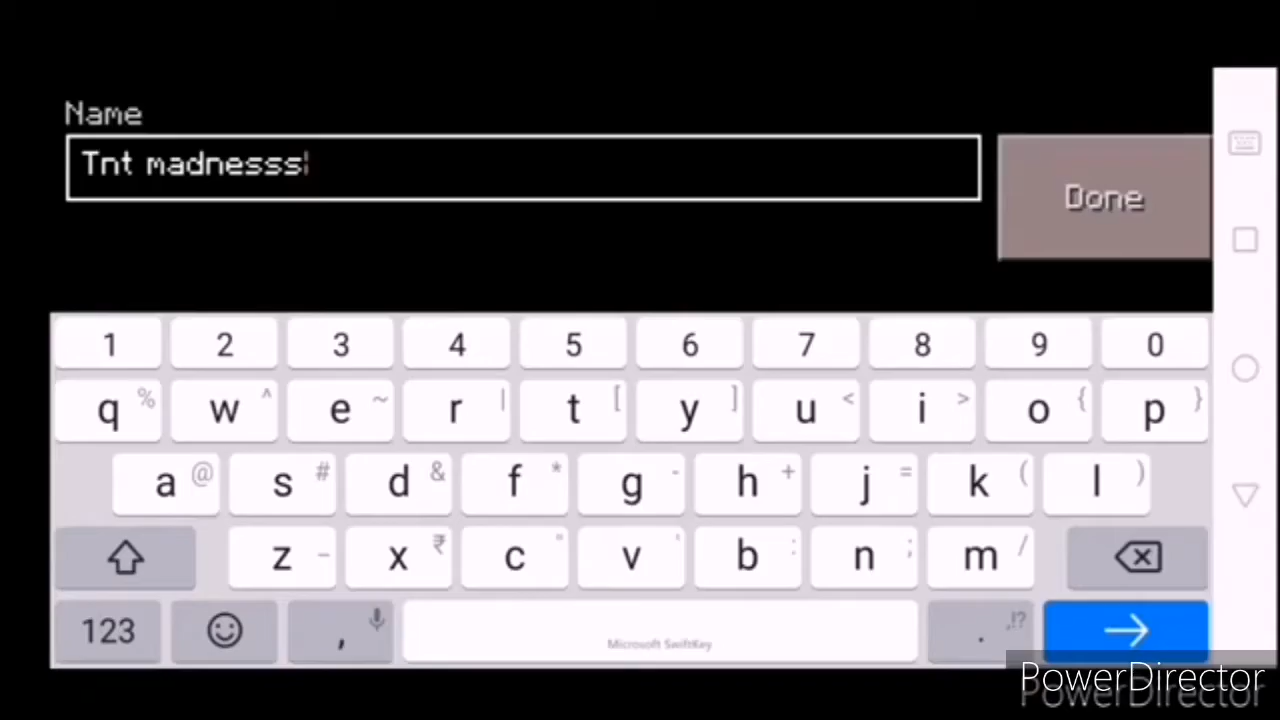 Name
Tnt madnesss
Done
1 2 3 4 5 6 7 8 9 0
q % w ^ e ~ r | t [ y ] u < i > o { p }
a @ s # d & f * g - h + j = k ( l )
z _ x ₹ c " v ' b : n ; m /
123 , . ,!?
Microsoft SwiftKey
PowerDirector